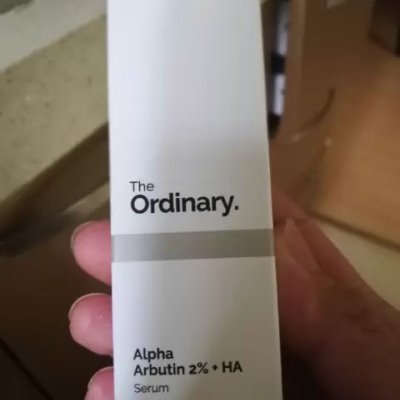 The
Ordinary.
Alpha
Arbutin 2% + HA
Serum